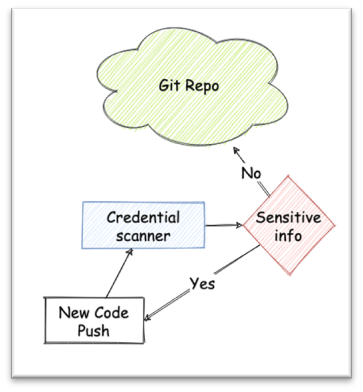 Git Repo
No
Credential
scanner
Sensitive
info
Yes
New Code
Push